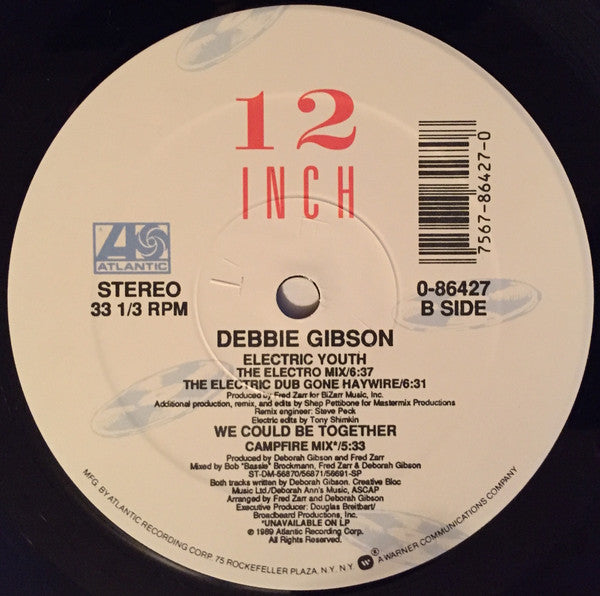 12
INCH
7567-86427-0
ATLANTIC
STEREO
33 1/3 RPM
0-86427
B SIDE
DEBBIE GIBSON
ELECTRIC YOUTH
THE ELECTRO MIX/6:37
THE ELECTRIC DUB GONE HAYWIRE/6:31
Produced by Fred Zarr for BiZarr Music, Inc.
Additional production, remix, and edits by Shep Pettibone for Mastermix Productions
Remix engineer: Steve Peck
Electric edits by Tony Shimkin
WE COULD BE TOGETHER
CAMPFIRE MIX*/5:33
Produced by Deborah Gibson and Fred Zarr
Mixed by Bob "Bassie" Brockmann, Fred Zarr & Deborah Gibson
ST-DM-66870/56871/56691-SP
Both tracks written by Deborah Gibson. Creative Bloc
Music Ltd./Deborah Ann's Music, ASCAP
Arranged by Fred Zarr and Deborah Gibson
Executive Producer: Douglas Breitbart/
Broadbeard Productions, Inc.
*UNAVAILABLE ON LP
© 1989 Atlantic Recording Corp.
All Rights Reserved.
MFG. BY ATLANTIC RECORDING CORP. 75 ROCKEFELLER PLAZA, N.Y. N.Y. ® A WARNER COMMUNICATIONS COMPANY